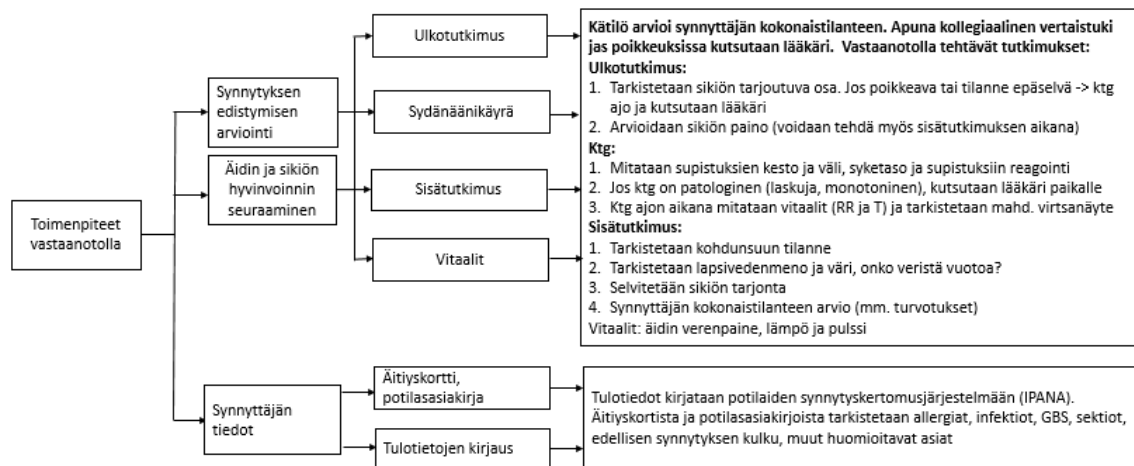 Toimenpiteet
vastaanotolla
Synnytyksen
edistymisen
arviointi
Äidin ja sikiön
hyvinvoinnin
seuraaminen.
Synnyttäjän
tiedot
Ulkotutkimus
Sydänäänikäyrä
Sisätutkimus
Vitaalit
Äitiyskortti,
potilasasiakirja
Tulotietojen kirjaus
Kätilö arvioi synnyttäjän kokonaistilanteen. Apuna kollegiaalinen vertaistuki
jas poikkeuksissa kutsutaan lääkäri. Vastaanotolla tehtävät tutkimukset:
Ulkotutkimus:
1. Tarkistetaan sikiön tarjoutuva osa. Jos poikkeava tai tilanne epäselvä -> ktg
ajo ja kutsutaan lääkäri
2. Arvioidaan sikiön paino (voidaan tehdä myös sisätutkimuksen aikana)
Ktg:
1. Mitataan supistuksien kesto ja väli, syketaso ja supistuksiin reagointi
2. Jos ktg on patologinen (laskuja, monotoninen), kutsutaan lääkäri paikalle
3. Ktg ajon aikana mitataan vitaalit (RR ja T) ja tarkistetaan mahd. virtsanäyte
Sisätutkimus:
1. Tarkistetaan kohdunsuun tilanne
2. Tarkistetaan lapsivedenmeno ja väri, onko veristä vuotoa?
3. Selvitetään sikiön tarjonta
4. Synnyttäjän kokonaistilanteen arvio (mm. turvotukset)
Vitaalit: äidin verenpaine, lämpö ja pulssi
Tulotiedot kirjataan potilaiden synnytyskertomusjärjestelmään (IPANA).
Äitiyskortista ja potilasasiakirjoista tarkistetaan allergiat, infektiot, GBS, sektiot,
edellisen synnytyksen kulku, muut huomioitavat asiat